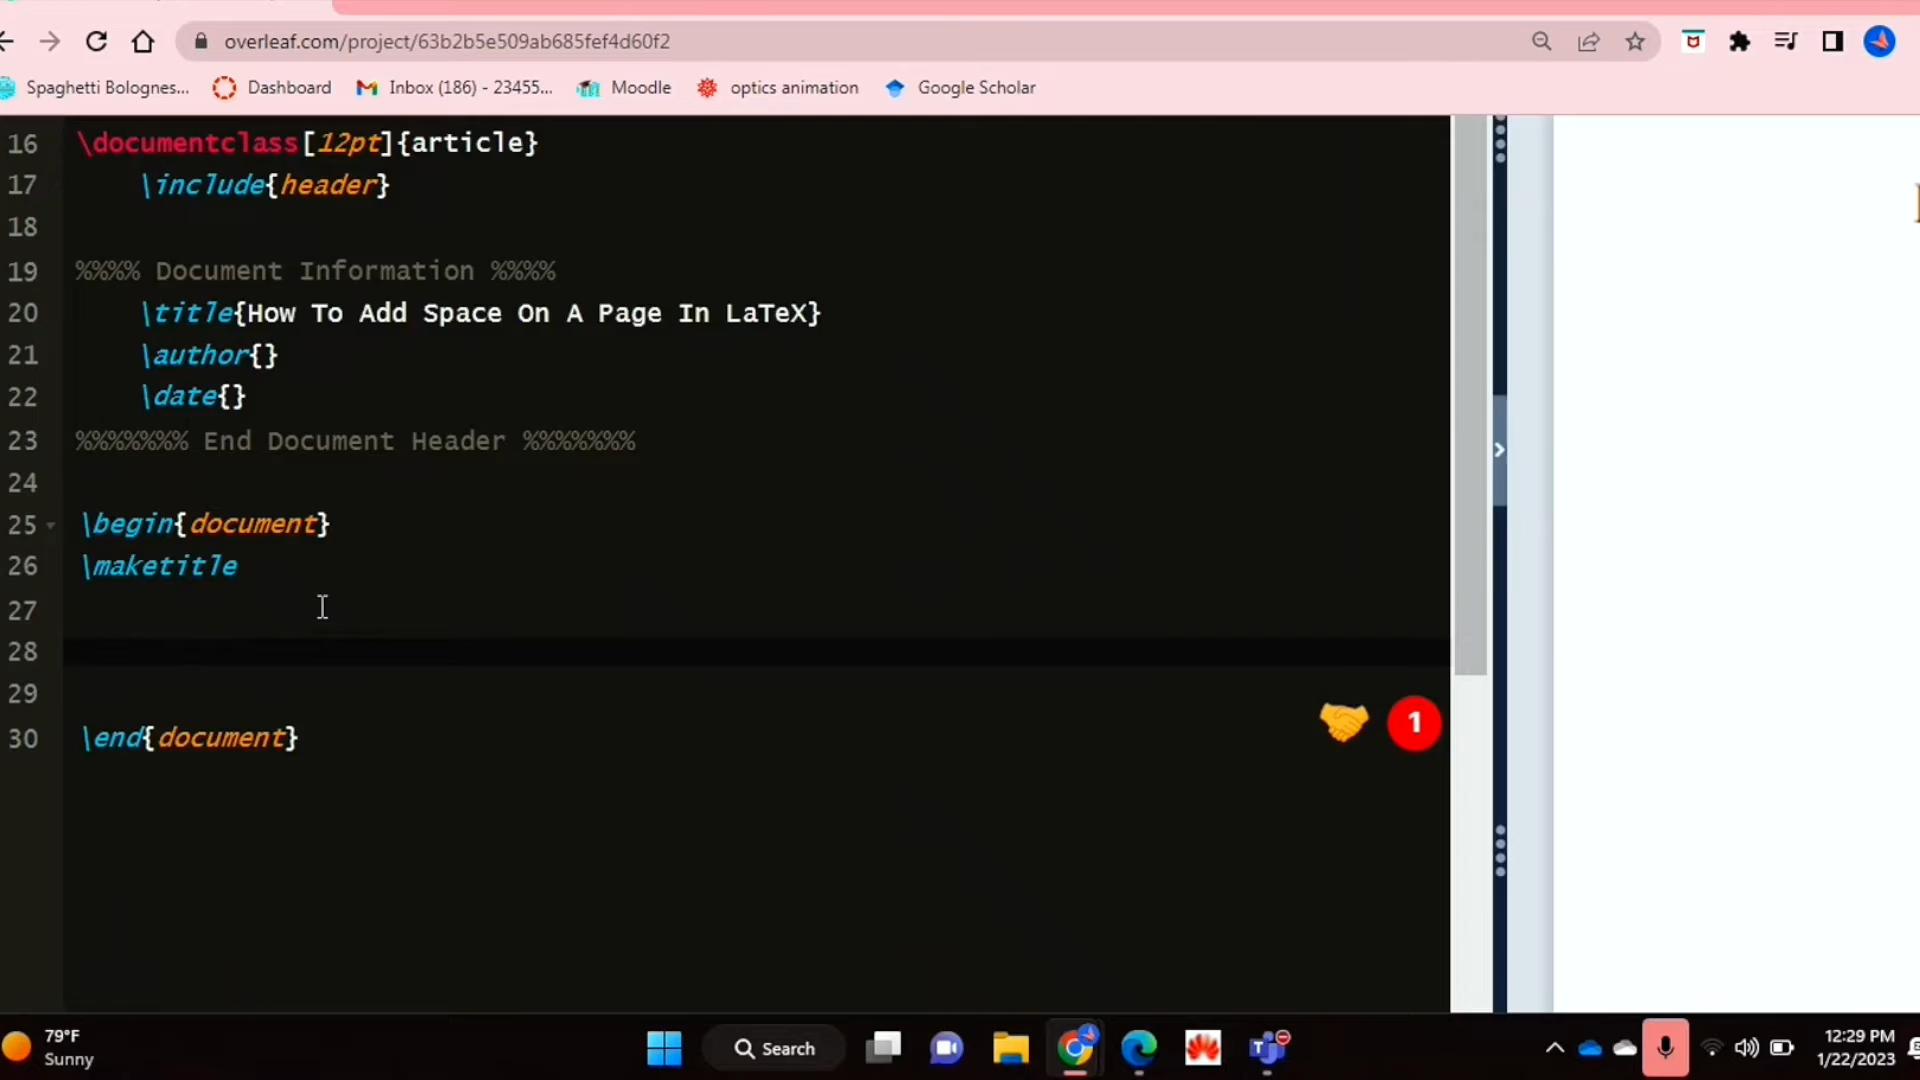 overleaf.com/project/63b2b5e509ab685fef4d60f2
Spaghetti Bolognes... Dashboard Inbox (186) - 23455... Moodle optics animation Google Scholar
16 \documentclass[12pt]{article}
17 \include{header}
18
19 %%%% Document Information %%%%
20 \title{How To Add Space On A Page In LaTeX}
21 \author{}
22 \date{}
23 %%%%%%% End Document Header %%%%%%%
24
25 \begin{document}
26 \maketitle
27
28
29
1
30 \end{document}
79°F
Sunny
Search
12:29 PM
1/22/2023